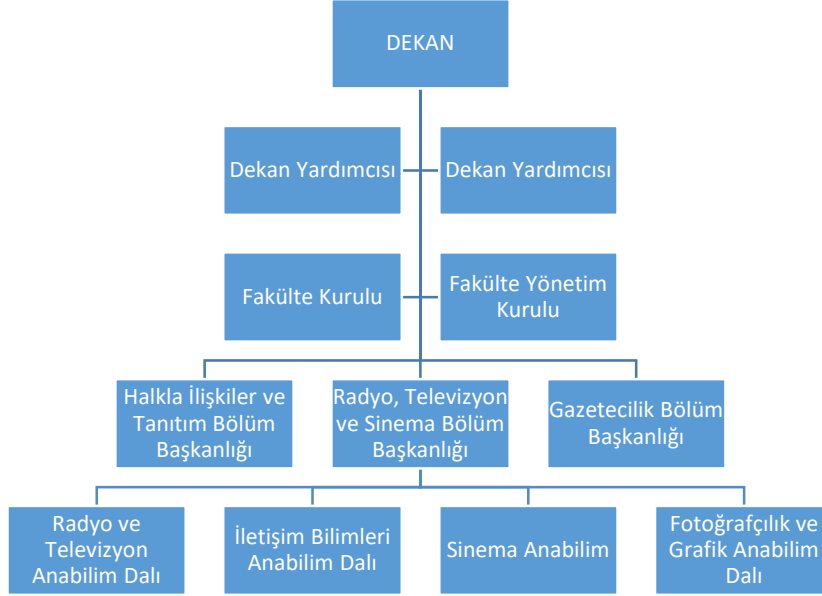 DEKAN
Dekan Yardımcısı
Dekan Yardımcısı
Fakülte Kurulu
Fakülte Yönetim
Kurulu
Halkla İlişkiler ve
Tanıtım Bölüm
Başkanlığı
Radyo, Televizyon
ve Sinema Bölüm
Başkanlığı
Gazetecilik Bölüm
Başkanlığı
Radyo ve
Televizyon
Anabilim Dalı
İletişim Bilimleri
Anabilim Dalı
Sinema Anabilim
Fotoğrafçılık ve
Grafik Anabilim
Dalı